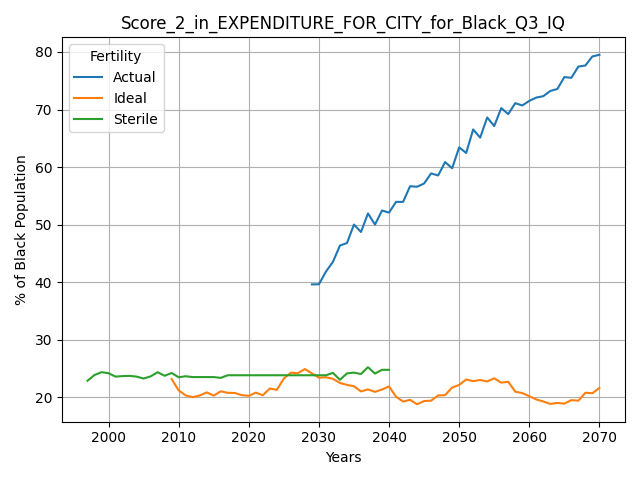 Score_2_in_EXPENDITURE_FOR_CITY_for_Black_Q3_IQ
Fertility
Actual
Ideal
Sterile
% of Black Population
80
70
60
50
40
30
20
2000 2010 2020 2030 2040 2050 2060 2070
Years